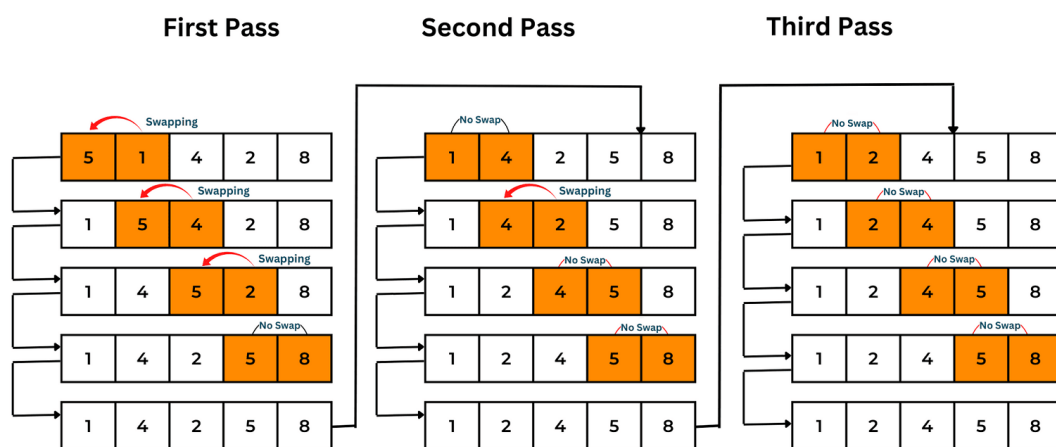 First Pass
Swapping
5 1 4 2 8
Swapping
1 5 4 2 8
Swapping
1 4 5 2 8
No Swap
1 4 2 5 8
1 4 2 5 8
Second Pass
No Swap
1 4 2 5 8
Swapping
1 4 2 5 8
No Swap
1 2 4 5 8
No Swap
1 2 4 5 8
1 2 4 5 8
Third Pass
No Swap
1 2 4 5 8
No Swap
1 2 4 5 8
No Swap
1 2 4 5 8
No Swap
1 2 4 5 8
1 2 4 5 8